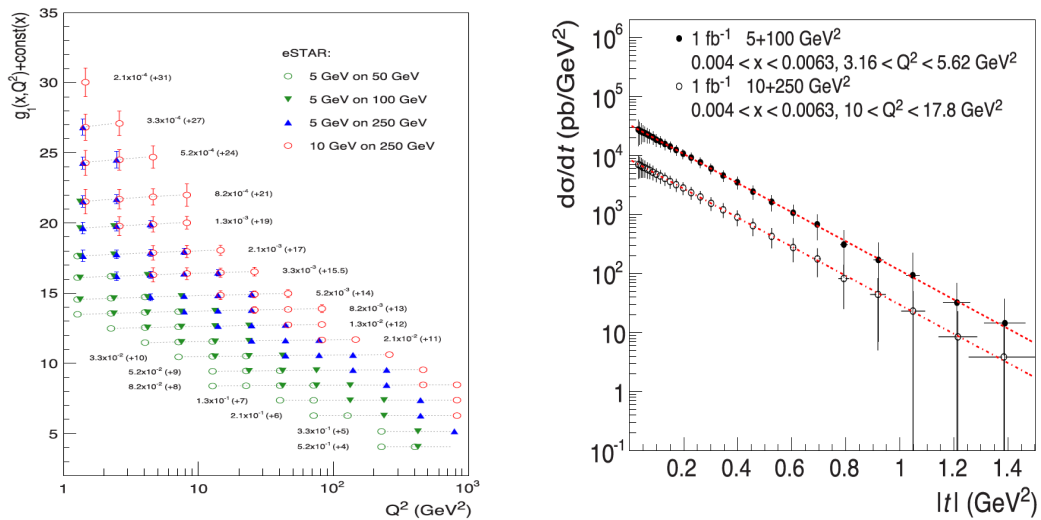 g₁(x,Q²)+const(x)
35
30
25
20
15
10
5
eSTAR:
5 GeV on 50 GeV
5 GeV on 100 GeV
5 GeV on 250 GeV
10 GeV on 250 GeV
2.1x10⁻⁴ (+31)
3.3x10⁻⁴ (+27)
5.2x10⁻⁴ (+24)
8.2x10⁻⁴ (+21)
1.3x10⁻³ (+19)
2.1x10⁻³ (+17)
3.3x10⁻³ (+15.5)
5.2x10⁻³ (+14)
8.2x10⁻³ (+13)
1.3x10⁻² (+12)
2.1x10⁻² (+11)
3.3x10⁻² (+10)
5.2x10⁻² (+9)
8.2x10⁻² (+8)
1.3x10⁻¹ (+7)
2.1x10⁻¹ (+6)
3.3x10⁻¹ (+5)
5.2x10⁻¹ (+4)
1 10 10² 10³
Q² (GeV²)
dσ/dt (pb/GeV²)
10⁶
10⁵
10⁴
10³
10²
10
1
10⁻¹
1 fb⁻¹ 5+100 GeV²
0.004 < x < 0.0063, 3.16 < Q² < 5.62 GeV²
1 fb⁻¹ 10+250 GeV²
0.004 < x < 0.0063, 10 < Q² < 17.8 GeV²
0.2 0.4 0.6 0.8 1 1.2 1.4
|t| (GeV²)